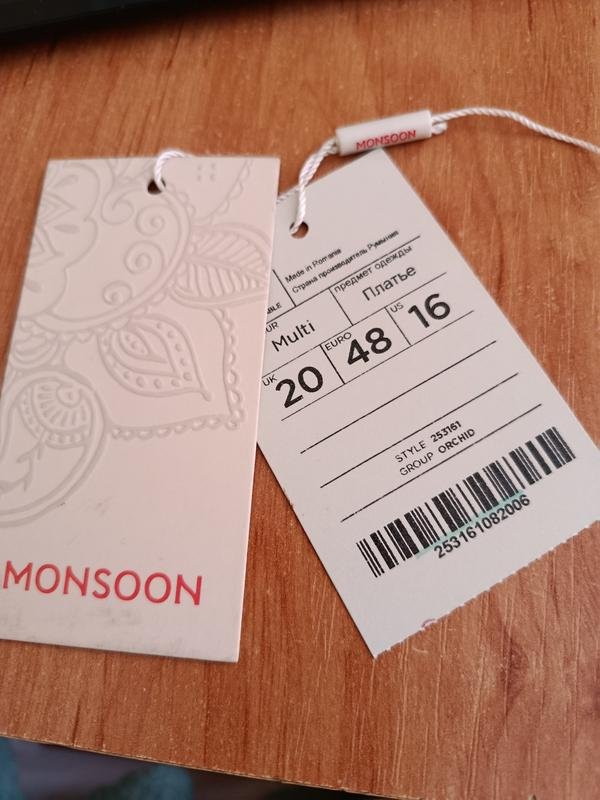 MONSOON
MONSOON
Made in Romania
Страна производитель Румыния
предмет одежды
Multi Платье
UK 20 EURO 48 US 16
STYLE 253161
GROUP ORCHID
253161082006